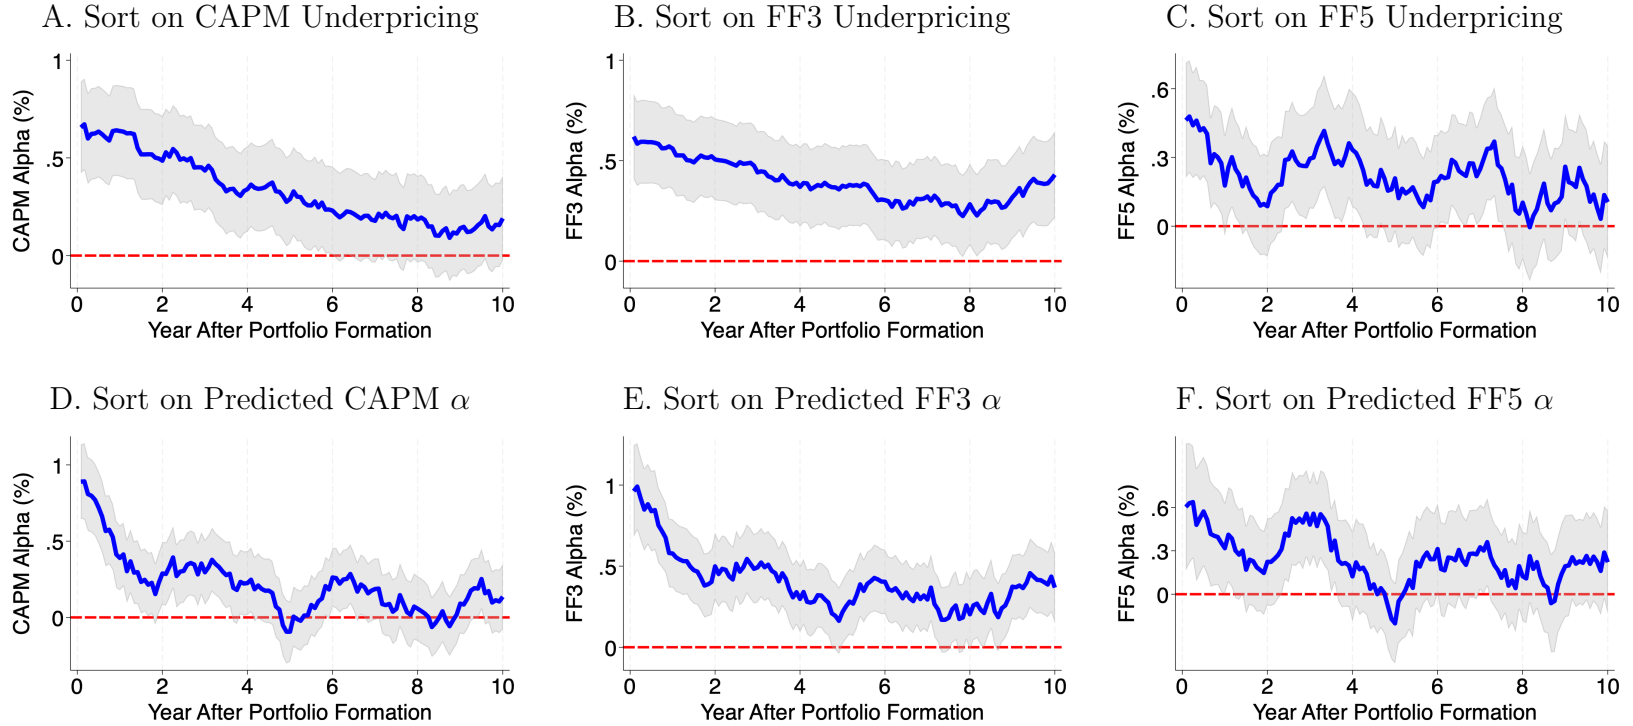 A. Sort on CAPM Underpricing
CAPM Alpha (%)
1
.5
0
0 2 4 6 8 10
Year After Portfolio Formation
B. Sort on FF3 Underpricing
FF3 Alpha (%)
1
.5
0
0 2 4 6 8 10
Year After Portfolio Formation
C. Sort on FF5 Underpricing
FF5 Alpha (%)
.6
.3
0
0 2 4 6 8 10
Year After Portfolio Formation
D. Sort on Predicted CAPM α
CAPM Alpha (%)
1
.5
0
0 2 4 6 8 10
Year After Portfolio Formation
E. Sort on Predicted FF3 α
FF3 Alpha (%)
1
.5
0
0 2 4 6 8 10
Year After Portfolio Formation
F. Sort on Predicted FF5 α
FF5 Alpha (%)
.6
.3
0
0 2 4 6 8 10
Year After Portfolio Formation